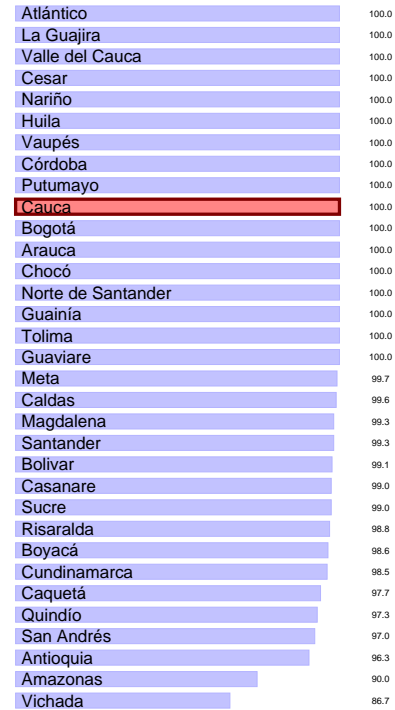 Atlántico 100.0
La Guajira 100.0
Valle del Cauca 100.0
Cesar 100.0
Nariño 100.0
Huila 100.0
Vaupés 100.0
Córdoba 100.0
Putumayo 100.0
Cauca 100.0
Bogotá 100.0
Arauca 100.0
Chocó 100.0
Norte de Santander 100.0
Guainía 100.0
Tolima 100.0
Guaviare 100.0
Meta 99.7
Caldas 99.6
Magdalena 99.3
Santander 99.3
Bolivar 99.1
Casanare 99.0
Sucre 99.0
Risaralda 98.8
Boyacá 98.6
Cundinamarca 98.5
Caquetá 97.7
Quindío 97.3
San Andrés 97.0
Antioquia 96.3
Amazonas 90.0
Vichada 86.7